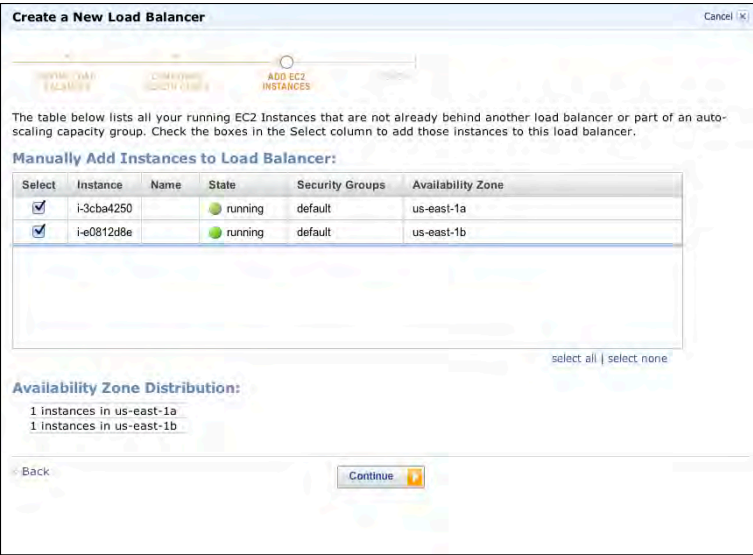 Create a New Load Balancer
Cancel
ADD EC2
INSTANCES
The table below lists all your running EC2 Instances that are not already behind another load balancer or part of an auto-
scaling capacity group. Check the boxes in the Select column to add those instances to this load balancer.
Manually Add Instances to Load Balancer:
Select Instance Name State Security Groups Availability Zone
i-3cba4250 running default us-east-1a
i-e0812d8e running default us-east-1b
select all | select none
Availability Zone Distribution:
1 instances in us-east-1a
1 instances in us-east-1b
Back
Continue